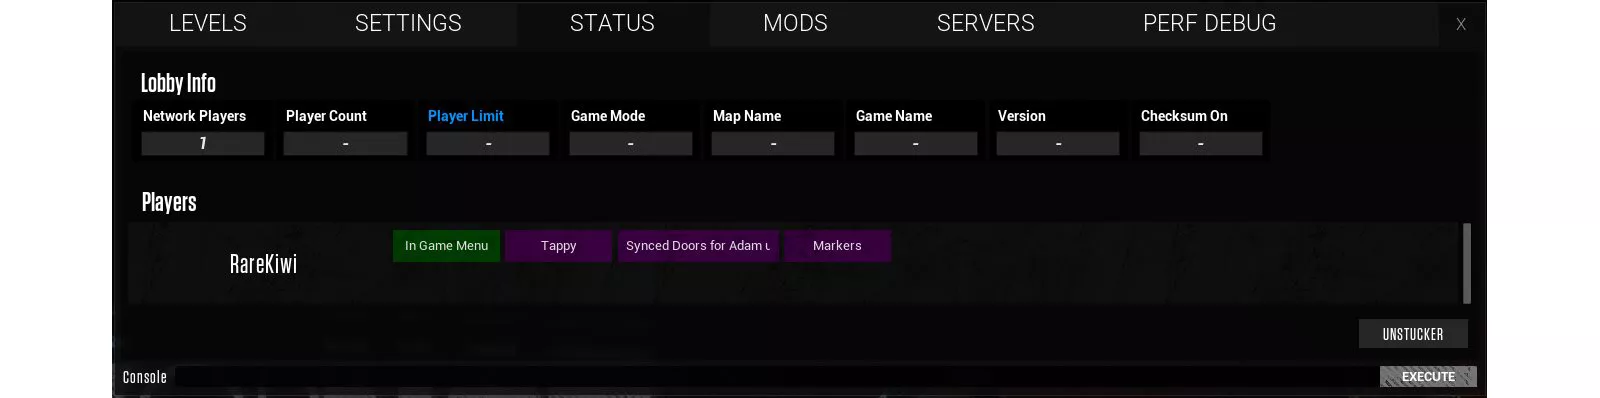 LEVELS SETTINGS STATUS MODS SERVERS PERF DEBUG X
Lobby Info
Network Players Player Count Player Limit Game Mode Map Name Game Name Version Checksum On
1 - - - - - - -
Players
In Game Menu Tappy Synced Doors for Adam u Markers
RareKiwi
UNSTUCKER
Console EXECUTE